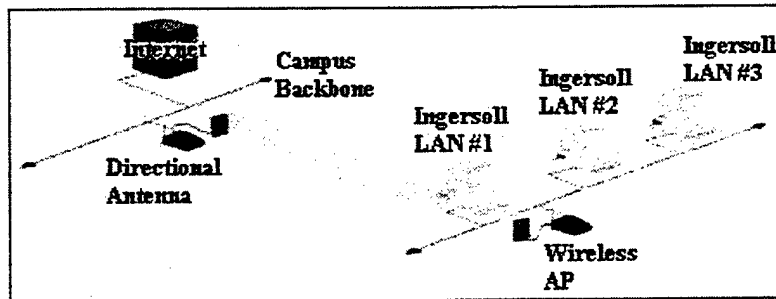 Internet
Campus
Backbone
Directional
Antenna
Ingersoll
LAN #1
Ingersoll
LAN #2
Ingersoll
LAN #3
Wireless
AP